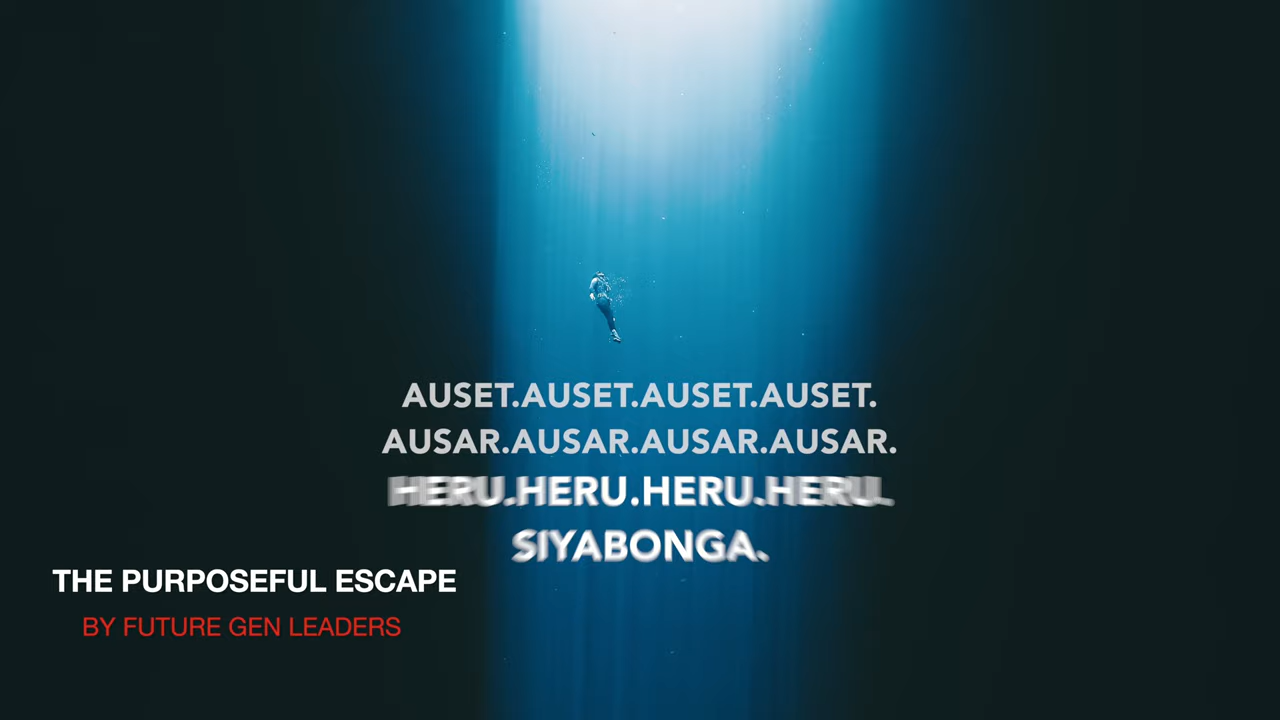 AUSET.AUSET.AUSET.AUSET.
AUSAR.AUSAR.AUSAR.AUSAR.
HERU.HERU.HERU.HERU.
SIYABONGA.
THE PURPOSEFUL ESCAPE
BY FUTURE GEN LEADERS